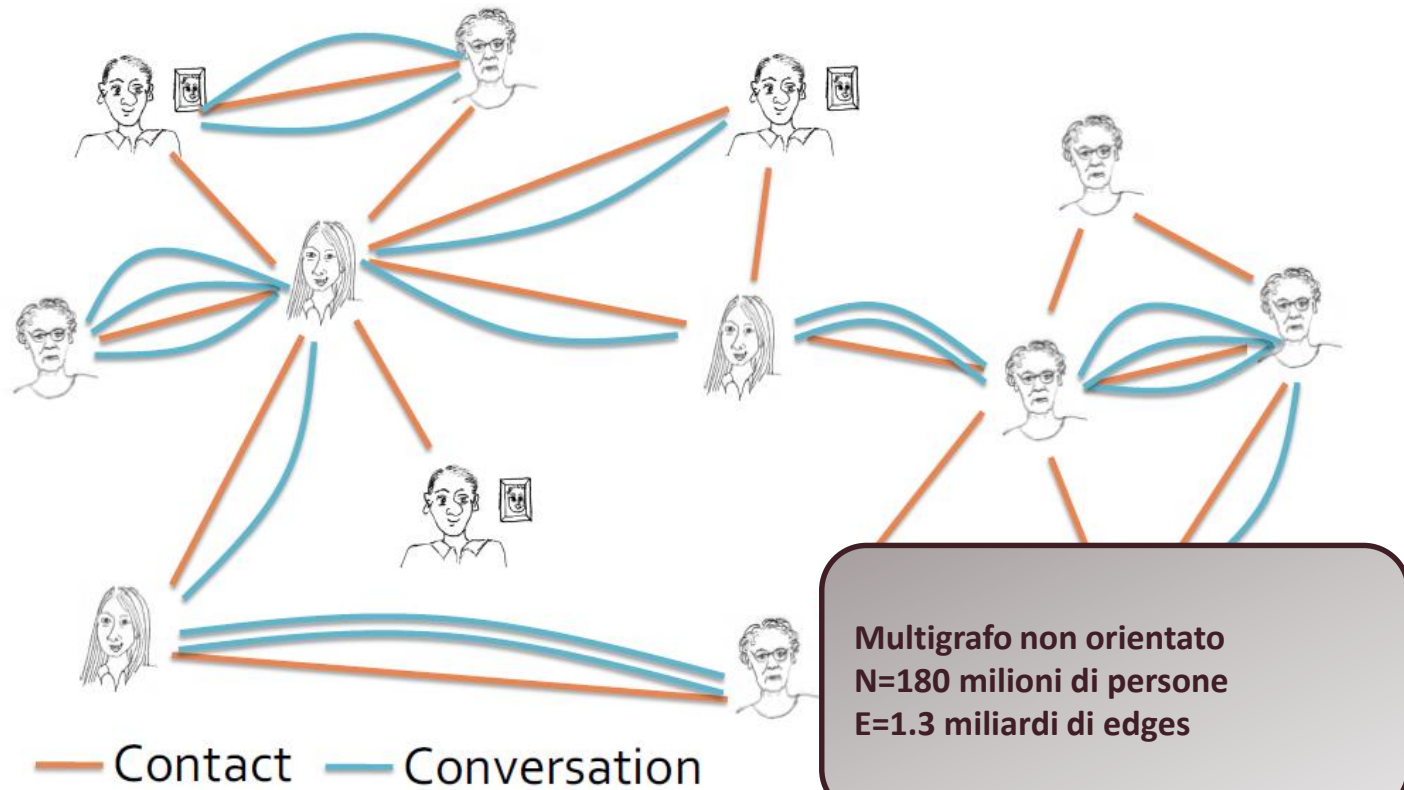 Multigrafo non orientato
N=180 milioni di persone
E=1.3 miliardi di edges
Contact Conversation